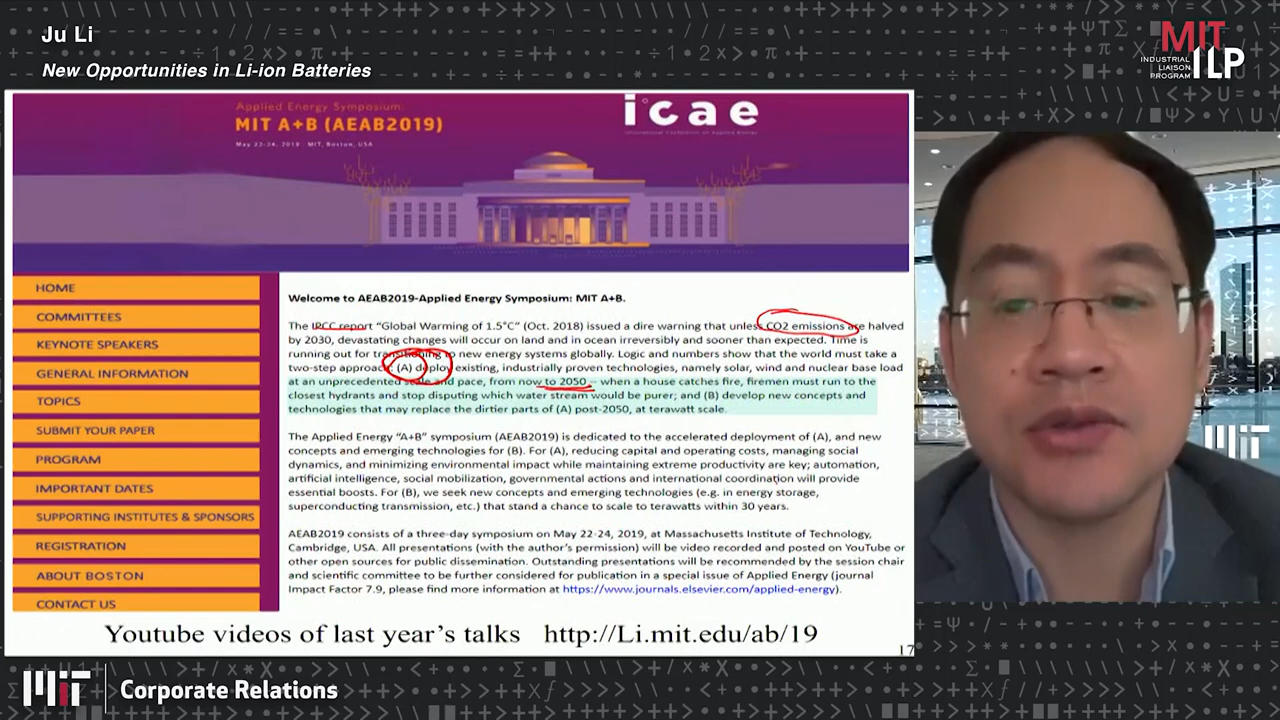 Ju Li
New Opportunities in Li-ion Batteries
MIT
INDUSTRIAL
LIAISON
PROGRAM
ILP
Applied Energy Symposium:
MIT A+B (AEAB2019)
May 22-24, 2019 MIT, Boston, USA
icae
International Conference on Applied Energy
HOME
COMMITTEES
KEYNOTE SPEAKERS
GENERAL INFORMATION
TOPICS
SUBMIT YOUR PAPER
PROGRAM
IMPORTANT DATES
SUPPORTING INSTITUTES & SPONSORS
REGISTRATION
ABOUT BOSTON
CONTACT US
Welcome to AEAB2019-Applied Energy Symposium: MIT A+B.
The IPCC report “Global Warming of 1.5°C” (Oct. 2018) issued a dire warning that unless CO2 emissions are halved
by 2030, devastating changes will occur on land and in ocean irreversibly and sooner than expected. Time is
running out for transitioning to new energy systems globally. Logic and numbers show that the world must take a
two-step approach: (A) deploy existing, industrially proven technologies, namely solar, wind and nuclear base load
at an unprecedented scale and pace, from now to 2050 – when a house catches fire, firemen must run to the
closest hydrants and stop disputing which water stream would be purer; and (B) develop new concepts and
technologies that may replace the dirtier parts of (A) post-2050, at terawatt scale.
The Applied Energy “A+B” symposium (AEAB2019) is dedicated to the accelerated deployment of (A), and new
concepts and emerging technologies for (B). For (A), reducing capital and operating costs, managing social
dynamics, and minimizing environmental impact while maintaining extreme productivity are key; automation,
artificial intelligence, social mobilization, governmental actions and international coordination will provide
essential boosts. For (B), we seek new concepts and emerging technologies (e.g. in energy storage,
superconducting transmission, etc.) that stand a chance to scale to terawatts within 30 years.
AEAB2019 consists of a three-day symposium on May 22-24, 2019, at Massachusetts Institute of Technology,
Cambridge, USA. All presentations (with the author’s permission) will be video recorded and posted on YouTube or
other open sources for public dissemination. Outstanding presentations will be recommended by the session chair
and scientific committee to be further considered for publication in a special issue of Applied Energy (journal
Impact Factor 7.9, please find more information at https://www.journals.elsevier.com/applied-energy).
Youtube videos of last year’s talks http://Li.mit.edu/ab/19
17
MIT
MIT
Corporate Relations